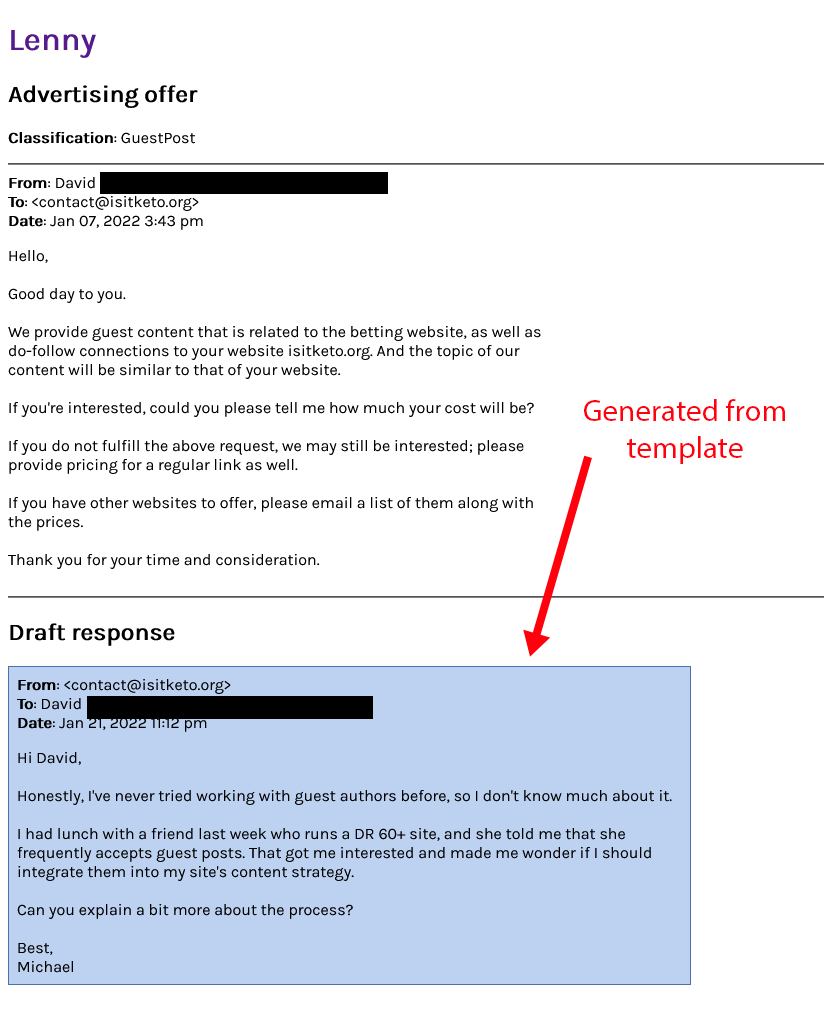 Lenny
Advertising offer
Classification: GuestPost
From: David
To: <contact@isitketo.org>
Date: Jan 07, 2022 3:43 pm
Hello,
Good day to you.
We provide guest content that is related to the betting website, as well as
do-follow connections to your website isitketo.org. And the topic of our
content will be similar to that of your website.
If you're interested, could you please tell me how much your cost will be?
If you do not fulfill the above request, we may still be interested; please
provide pricing for a regular link as well.
If you have other websites to offer, please email a list of them along with
the prices.
Thank you for your time and consideration.
Generated from
template
Draft response
From: <contact@isitketo.org>
To: David
Date: Jan 21, 2022 11:12 pm
Hi David,
Honestly, I've never tried working with guest authors before, so I don't know much about it.
I had lunch with a friend last week who runs a DR 60+ site, and she told me that she
frequently accepts guest posts. That got me interested and made me wonder if I should
integrate them into my site's content strategy.
Can you explain a bit more about the process?
Best,
Michael